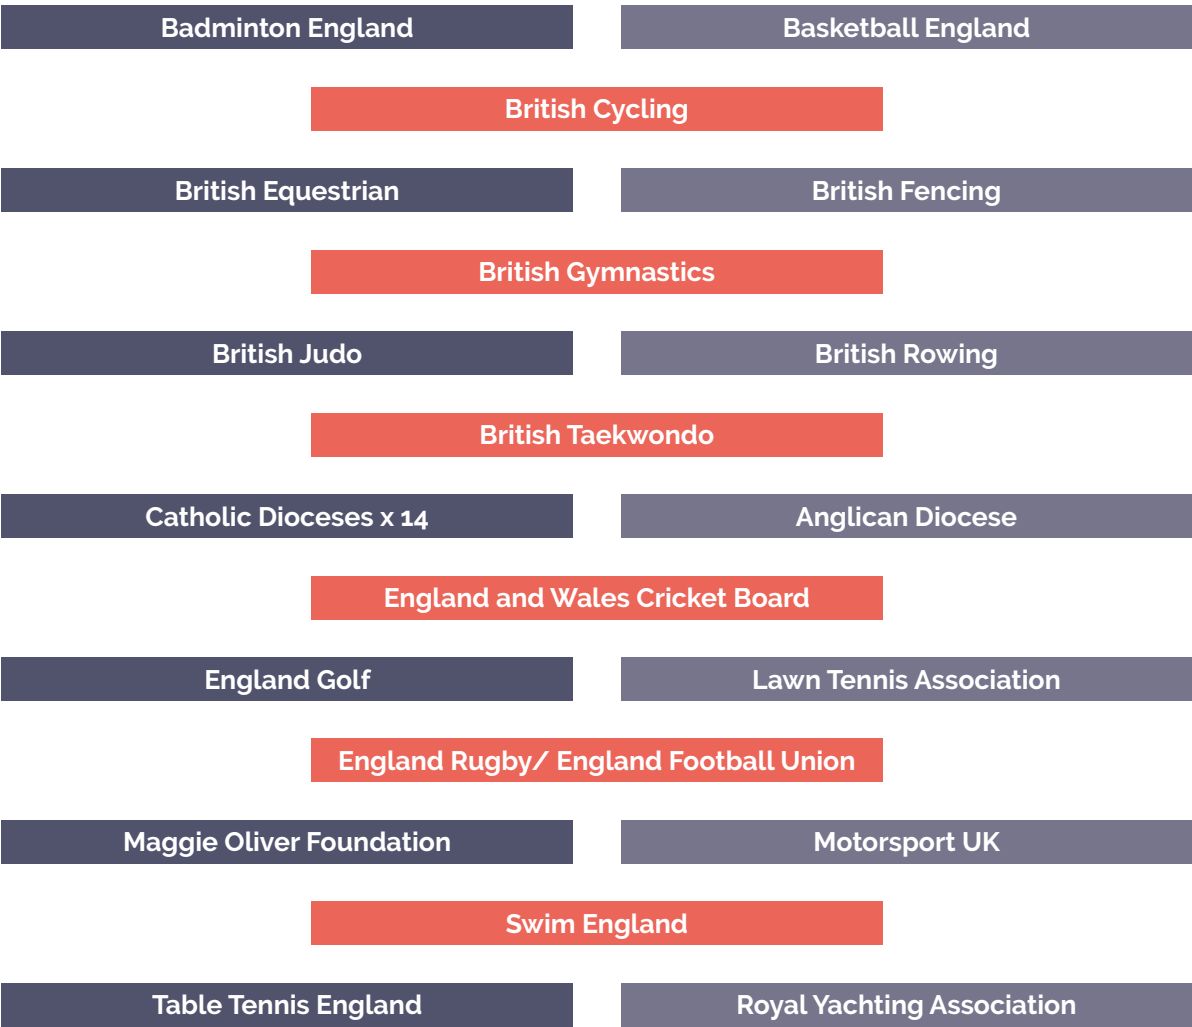 Badminton England
Basketball England
British Cycling
British Equestrian
British Fencing
British Gymnastics
British Judo
British Rowing
British Taekwondo
Catholic Dioceses x 14
Anglican Diocese
England and Wales Cricket Board
England Golf
Lawn Tennis Association
England Rugby/ England Football Union
Maggie Oliver Foundation
Motorsport UK
Swim England
Table Tennis England
Royal Yachting Association